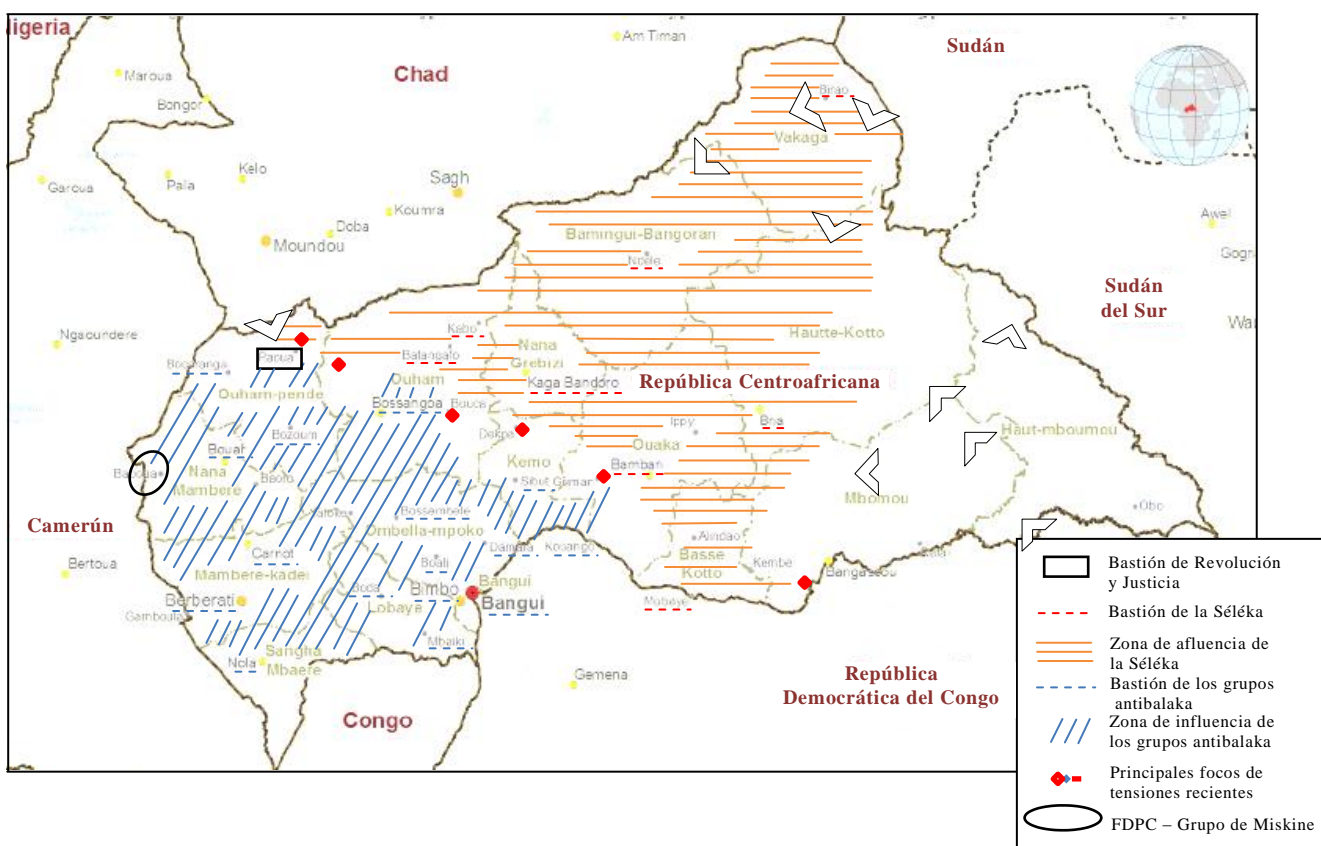 ligeria
Am Timan
Sudán
Chad
Maroua
Birao
Bongor
Vakaga
Kelo
Pala
Sagh
Garoua
Koumra
Awel
Doba
Moundou
Bamingui-Bangoran
Gogri
Ndele
Sudán
del Sur
Wa
Ngaoundere
Kabo
Hautte-Kotto
Nana
Grebizi
Paoua
Batangafo
Bocaranga
Ouham
Kaga Bandoro
República Centroafricana
Ouham-pende
Bossangoa
Bouca
Bria
Ippy
Dekoa
Haut-mboumou
Bozoum
Ouaka
Bouar
Kemo
Bambari
Baboua
Nana
Mambere
Baoro
Sibut
Mbomou
Obo
Yaloke
Bossembele
Camerún
Ombella-mpoko
Alindao
Damara
Kouango
Carnot
Boali
Basse
Kotto
Kembe
Bangassou
Bertoua
Mambere-kadei
Boda
Bimbo
Bangui
Bangui
Berberati
Lobaye
Mobaye
Gamboula
Mbaiki
Nola
Sangha
Mbaere
Gemena
República
Democrática del Congo
Congo
Bastión de Revolución
y Justicia
Bastión de la Séléka
Zona de afluencia de
la Séléka
Bastión de los grupos
antibalaka
Zona de influencia de
los grupos antibalaka
Principales focos de
tensiones recientes
FDPC – Grupo de Miskine